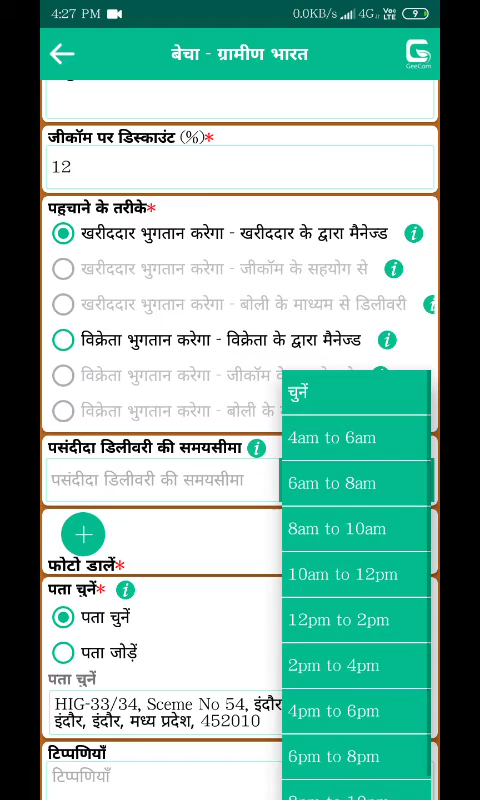 4:27 PM
0.0KB/s 4G VoLTE 9
बेचा - ग्रामीण भारत
GeeCom
जीकॉम पर डिस्काउंट (%)*
12
पहुचाने के तरीके*
खरीददार भुगतान करेगा - खरीददार के द्वारा मैनेज्ड
खरीददार भुगतान करेगा - जीकॉम के सहयोग से
खरीददार भुगतान करेगा - बोली के माध्यम से डिलीवरी
विक्रेता भुगतान करेगा - विक्रेता के द्वारा मैनेज्ड
विक्रेता भुगतान करेगा - जीकॉम
विक्रेता भुगतान करेगा - बोली के
चुनें
4am to 6am
पसंदीदा डिलीवरी की समयसीमा
पसंदीदा डिलीवरी की समयसीमा
6am to 8am
8am to 10am
फोटो डालें*
10am to 12pm
पता चुनें*
पता चुनें
12pm to 2pm
पता जोड़ें
2pm to 4pm
पता चुनें
HIG-33/34, Sceme No 54, इंदौर
इंदौर, इंदौर, मध्य प्रदेश, 452010
4pm to 6pm
टिप्पणियाँ
6pm to 8pm
टिप्पणियाँ